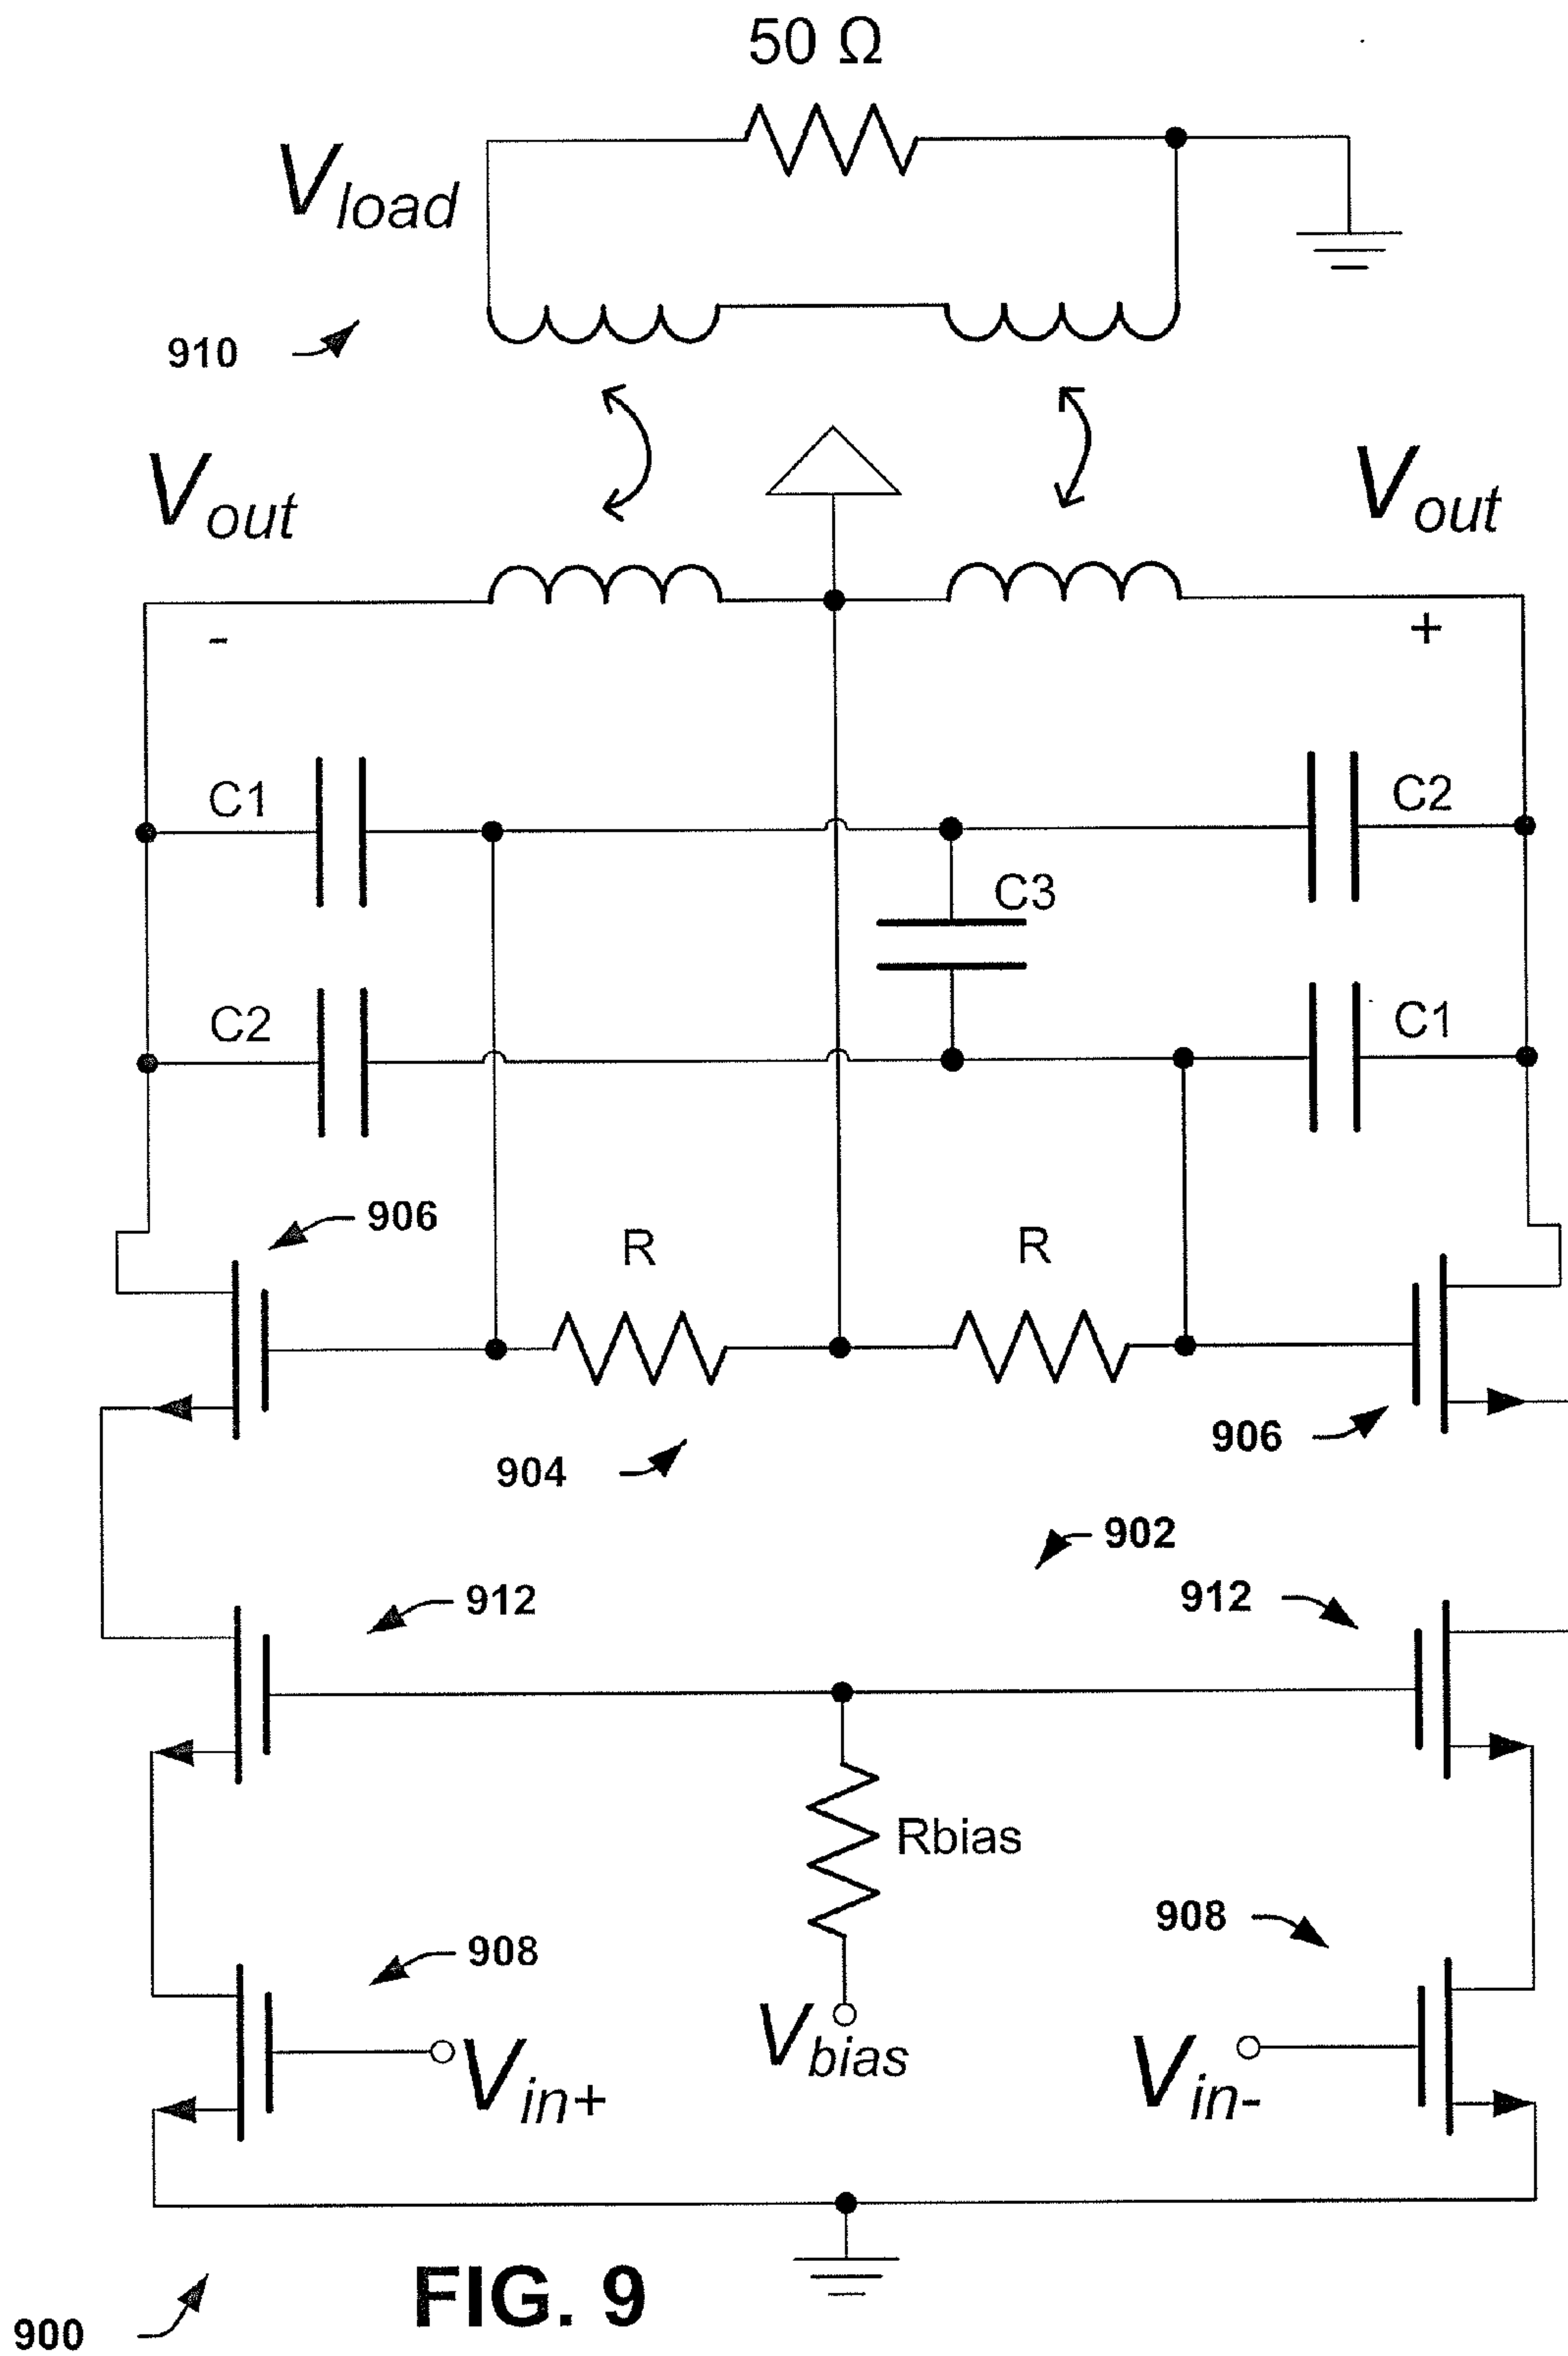 50 Ω
Vload
910
Vout
Vout
-
+
C1
C2
C3
C2
C1
906
R
R
904
906
902
912
912
Rbias
908
908
Vin+
Vbias
Vin-
FIG. 9
900